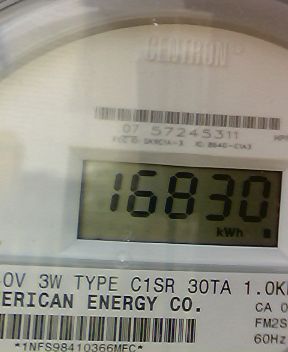 CENTRON
07 57245311
16830
kWh
0V 3W TYPE C1SR 30TA 1.0K
ERICAN ENERGY CO.
CA 0
FM2S
60Hz
*1NFS98410366MEC*